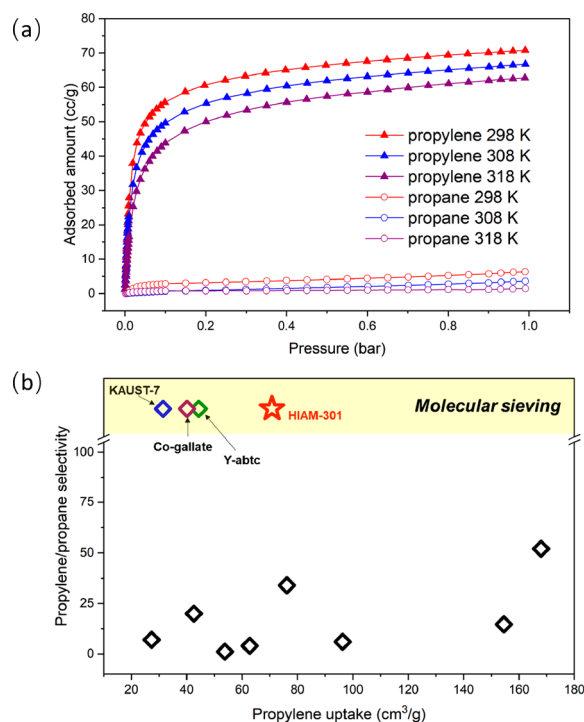 (a)
80
70
60
50
40
30
20
10
0
Adsorbed amount (cc/g)
propylene 298 K
propylene 308 K
propylene 318 K
propane 298 K
propane 308 K
propane 318 K
0.0 0.2 0.4 0.6 0.8 1.0
Pressure (bar)
(b)
KAUST-7
Co-gallate
Y-abtc
HIAM-301
Molecular sieving
100
75
50
25
0
Propylene/propane selectivity
20 40 60 80 100 120 140 160 180
Propylene uptake (cm³/g)